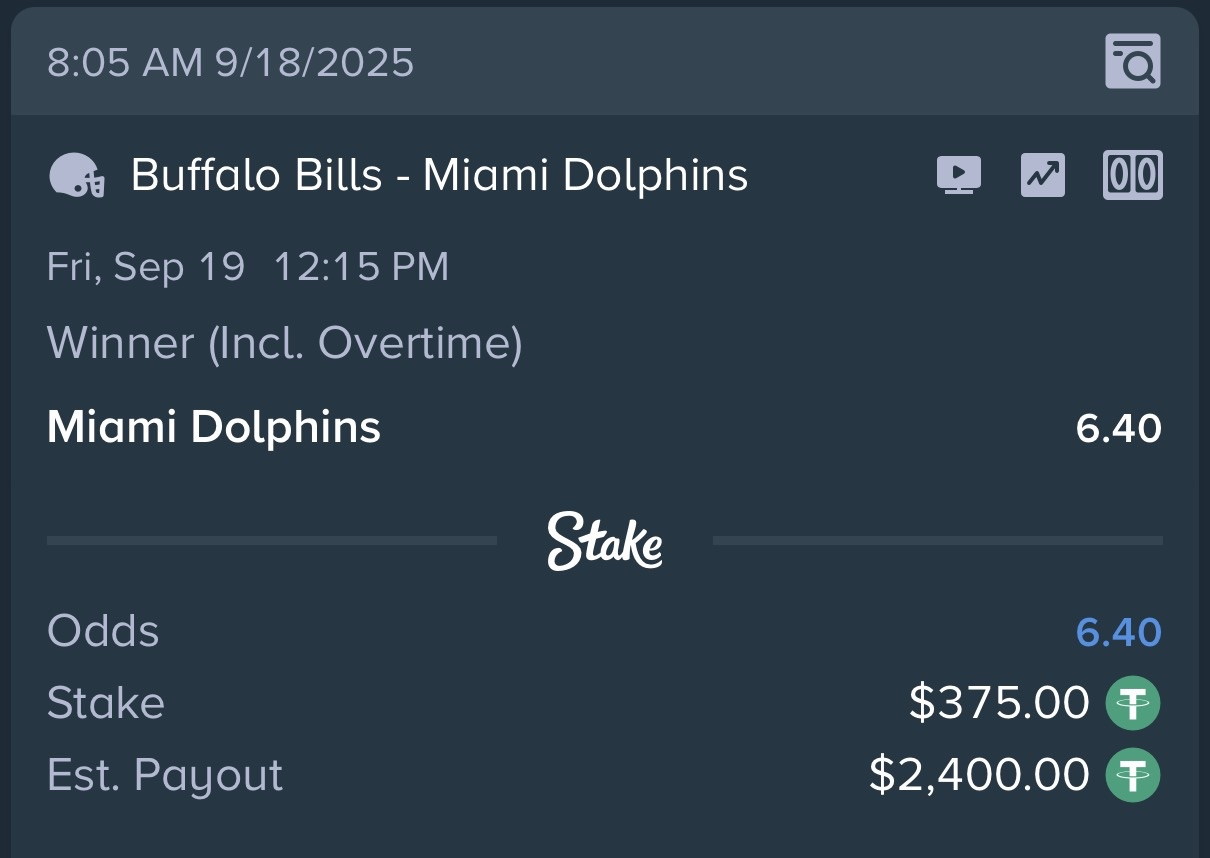 8:05 AM 9/18/2025
Buffalo Bills - Miami Dolphins
Fri, Sep 19 12:15 PM
Winner (Incl. Overtime)
Miami Dolphins 6.40
Stake
Odds 6.40
Stake $375.00
Est. Payout $2,400.00